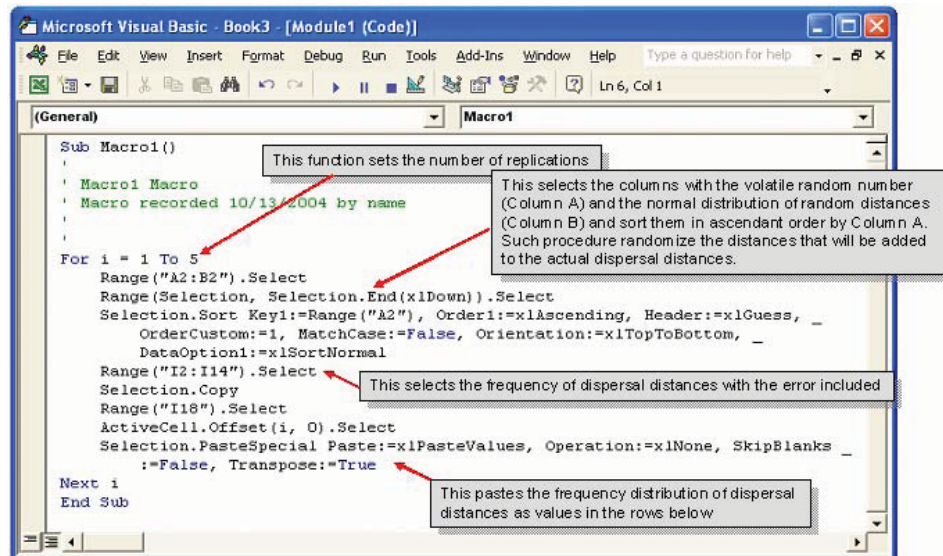 Microsoft Visual Basic - Book3 - [Module1 (Code)]
File Edit View Insert Format Debug Run Tools Add-Ins Window Help Type a question for help
Ln 6, Col 1
(General) Macro1
Sub Macro1()
This function sets the number of replications
'
' Macro1 Macro
' Macro recorded 10/13/2004 by name
'
'
This selects the columns with the volatile random number
(Column A) and the normal distribution of random distances
(Column B) and sort them in ascendant order by Column A.
Such procedure randomize the distances that will be added
to the actual dispersal distances.
For i = 1 To 5
Range("A2:B2").Select
Range(Selection, Selection.End(xlDown)).Select
Selection.Sort Key1:=Range("A2"), Order1:=xlAscending, Header:=xlGuess, _
OrderCustom:=1, MatchCase:=False, Orientation:=xlTopToBottom, _
DataOption1:=xlSortNormal
Range("I2:I14").Select
This selects the frequency of dispersal distances with the error included
Selection.Copy
Range("I18").Select
ActiveCell.Offset(i, 0).Select
Selection.PasteSpecial Paste:=xlPasteValues, Operation:=xlNone, SkipBlanks _
:=False, Transpose:=True
Next i
End Sub
This pastes the frequency distribution of dispersal
distances as values in the rows below